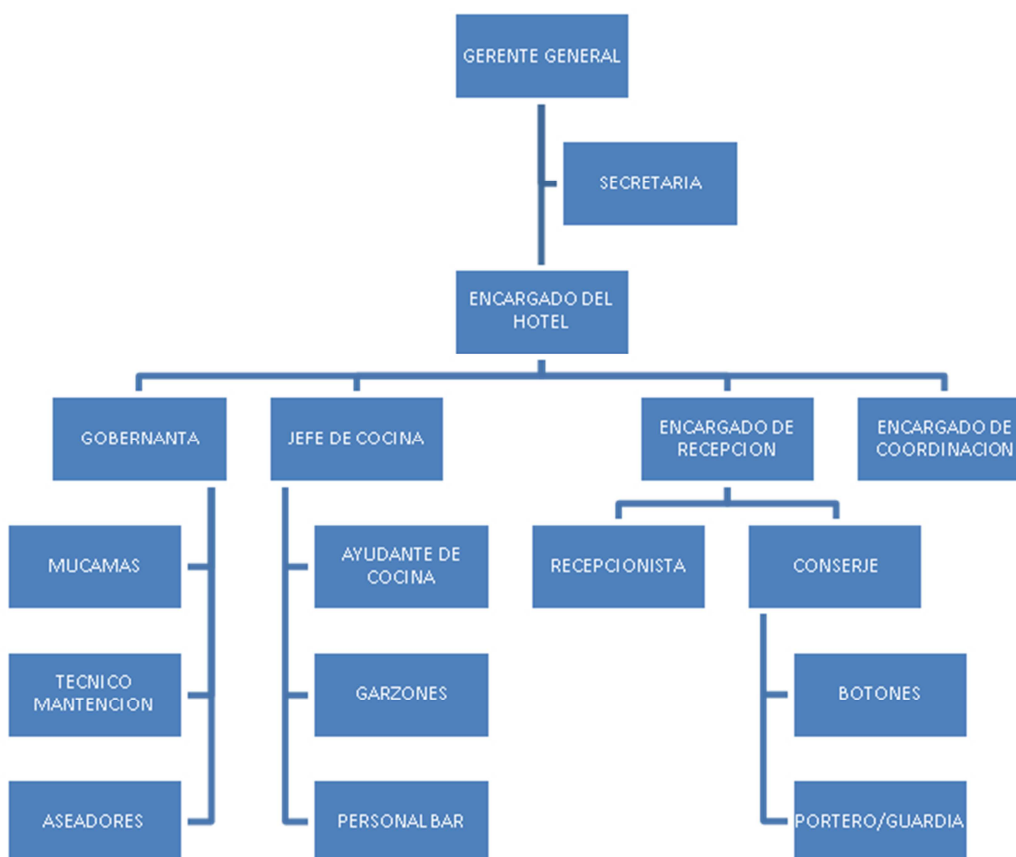 GERENTE GENERAL
SECRETARIA
ENCARGADO DEL
HOTEL
GOBERNANTA
JEFE DE COCINA
ENCARGADO DE
RECEPCION
ENCARGADO DE
COORDINACION
MUCAMAS
AYUDANTE DE
COCINA
RECEPCIONISTA
CONSERJE
TECNICO
MANTENCION
GARZONES
BOTONES
ASEADORES
PERSONAL BAR
PORTERO/GUARDIA